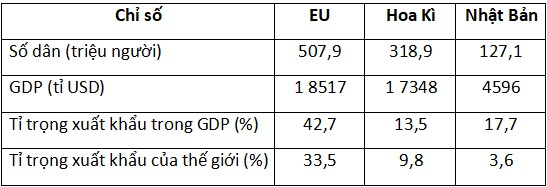 Chỉ số EU Hoa Kì Nhật Bản
Số dân (triệu người) 507,9 318,9 127,1
GDP (tỉ USD) 1 8517 1 7348 4596
Tỉ trọng xuất khẩu trong GDP (%) 42,7 13,5 17,7
Tỉ trọng xuất khẩu của thế giới (%) 33,5 9,8 3,6